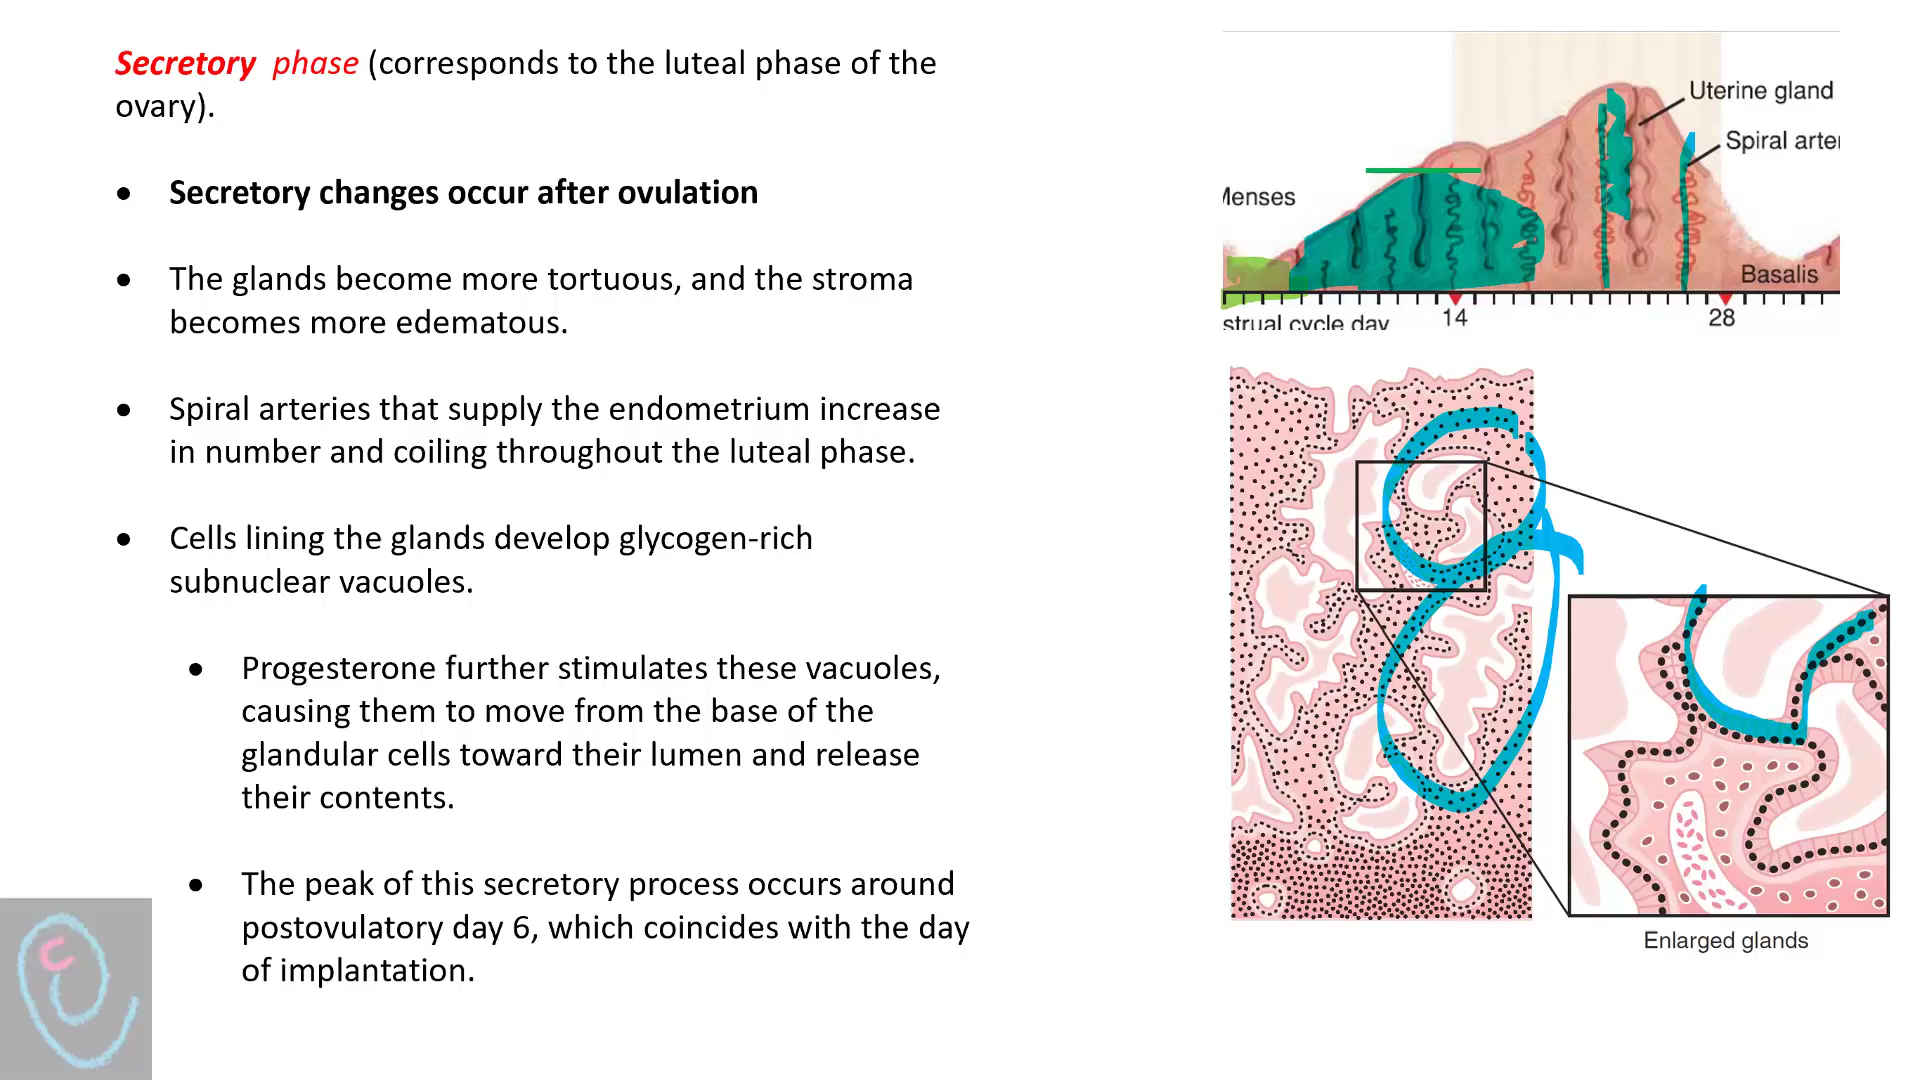 Secretory phase (corresponds to the luteal phase of the
ovary).
• Secretory changes occur after ovulation
• The glands become more tortuous, and the stroma
becomes more edematous.
• Spiral arteries that supply the endometrium increase
in number and coiling throughout the luteal phase.
• Cells lining the glands develop glycogen-rich
subnuclear vacuoles.
• Progesterone further stimulates these vacuoles,
causing them to move from the base of the
glandular cells toward their lumen and release
their contents.
• The peak of this secretory process occurs around
postovulatory day 6, which coincides with the day
of implantation.
Uterine gland
Spiral arter
Menses
Basalis
14
28
strual cycle day
Enlarged glands